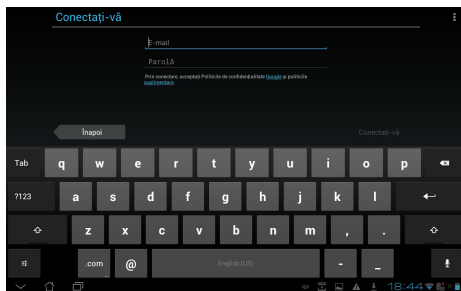 Conectați-vă
E-mail
Parolă
Prin conectare, acceptați Politicile de confidențialitate Google și politicile
suplimentare
Înapoi
Conectați-vă
Tab q w e r t y u i o p
?123 a s d f g h j k l
z x c v b n m , .
.com @ English (US) - _
18:44